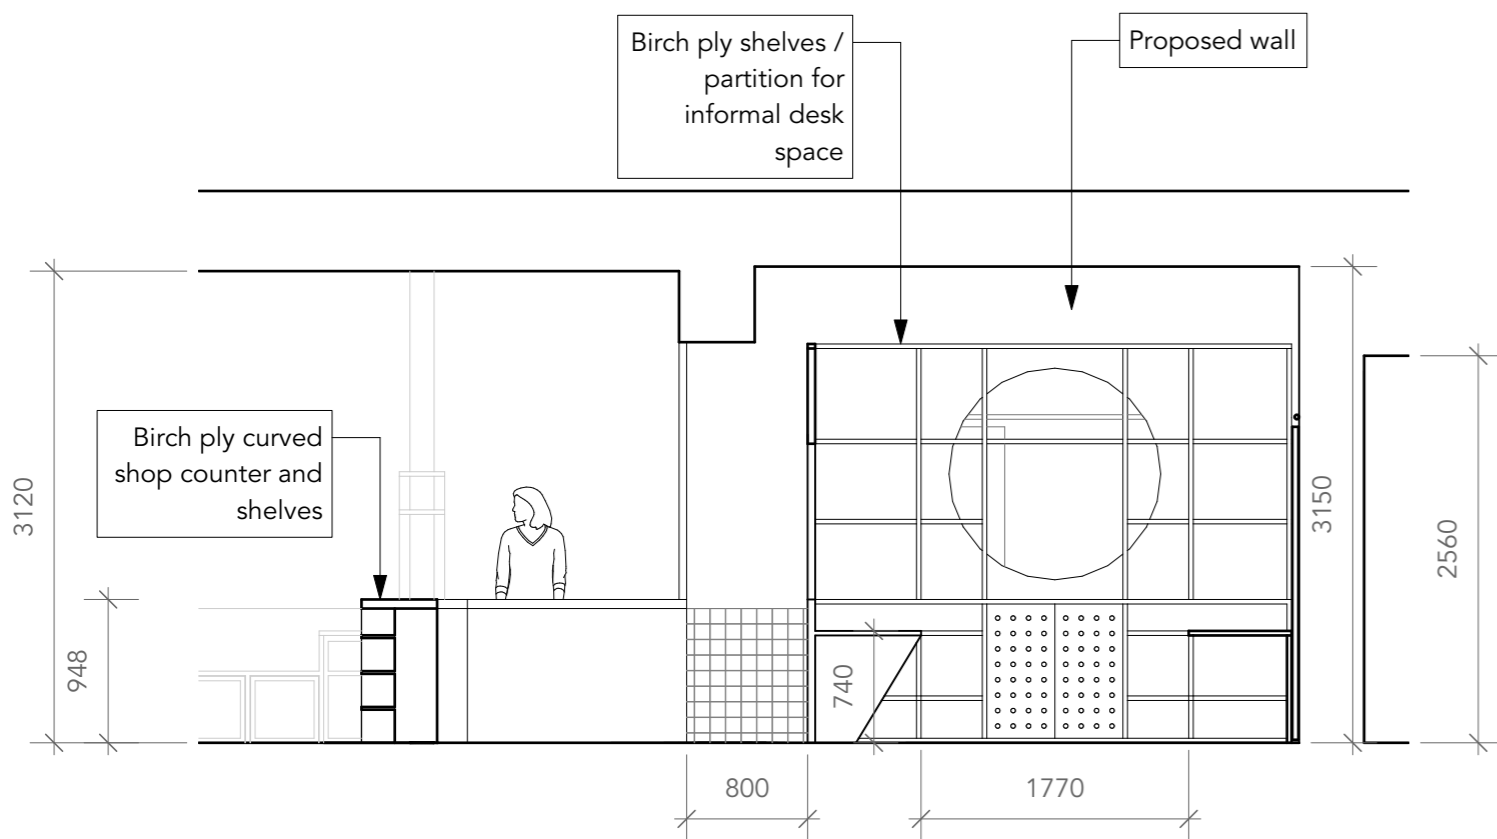 Birch ply shelves /
partition for
informal desk
space
Proposed wall
Birch ply curved
shop counter and
shelves
3120
948
740
3150
2560
800
1770